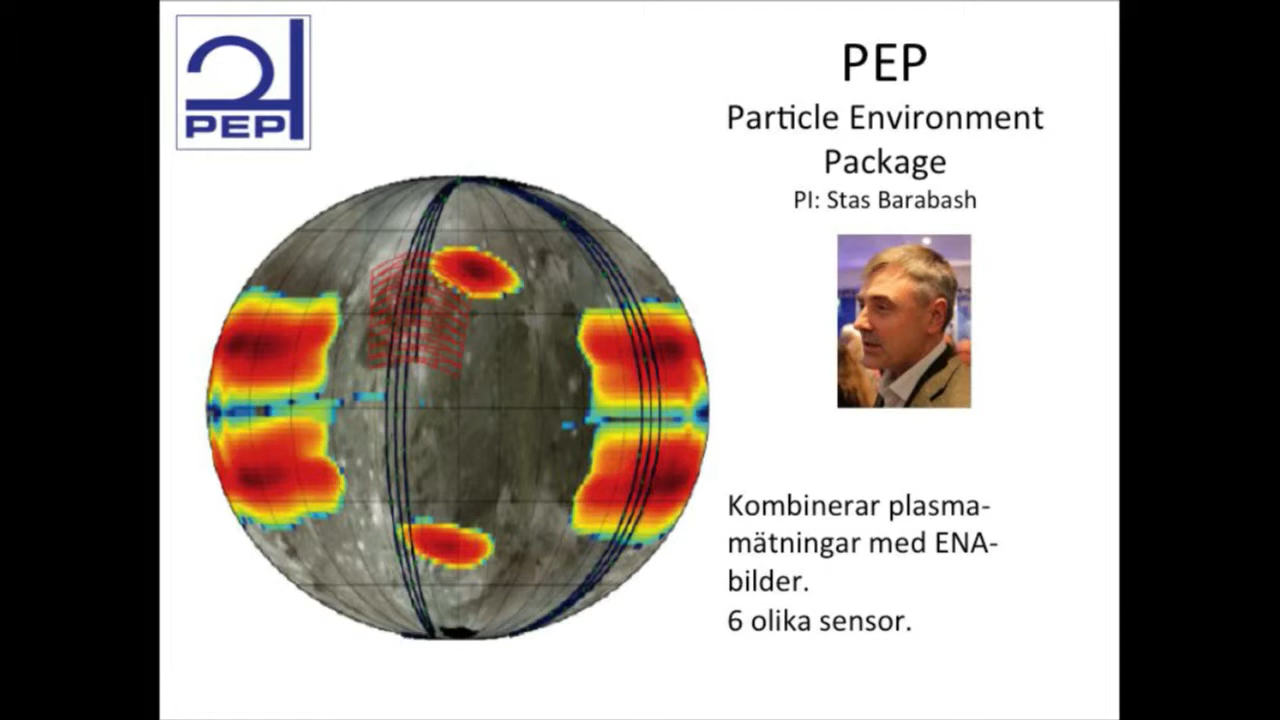 PEP
PEP
Particle Environment
Package
PI: Stas Barabash
Kombinerar plasma-
mätningar med ENA-
bilder.
6 olika sensor.